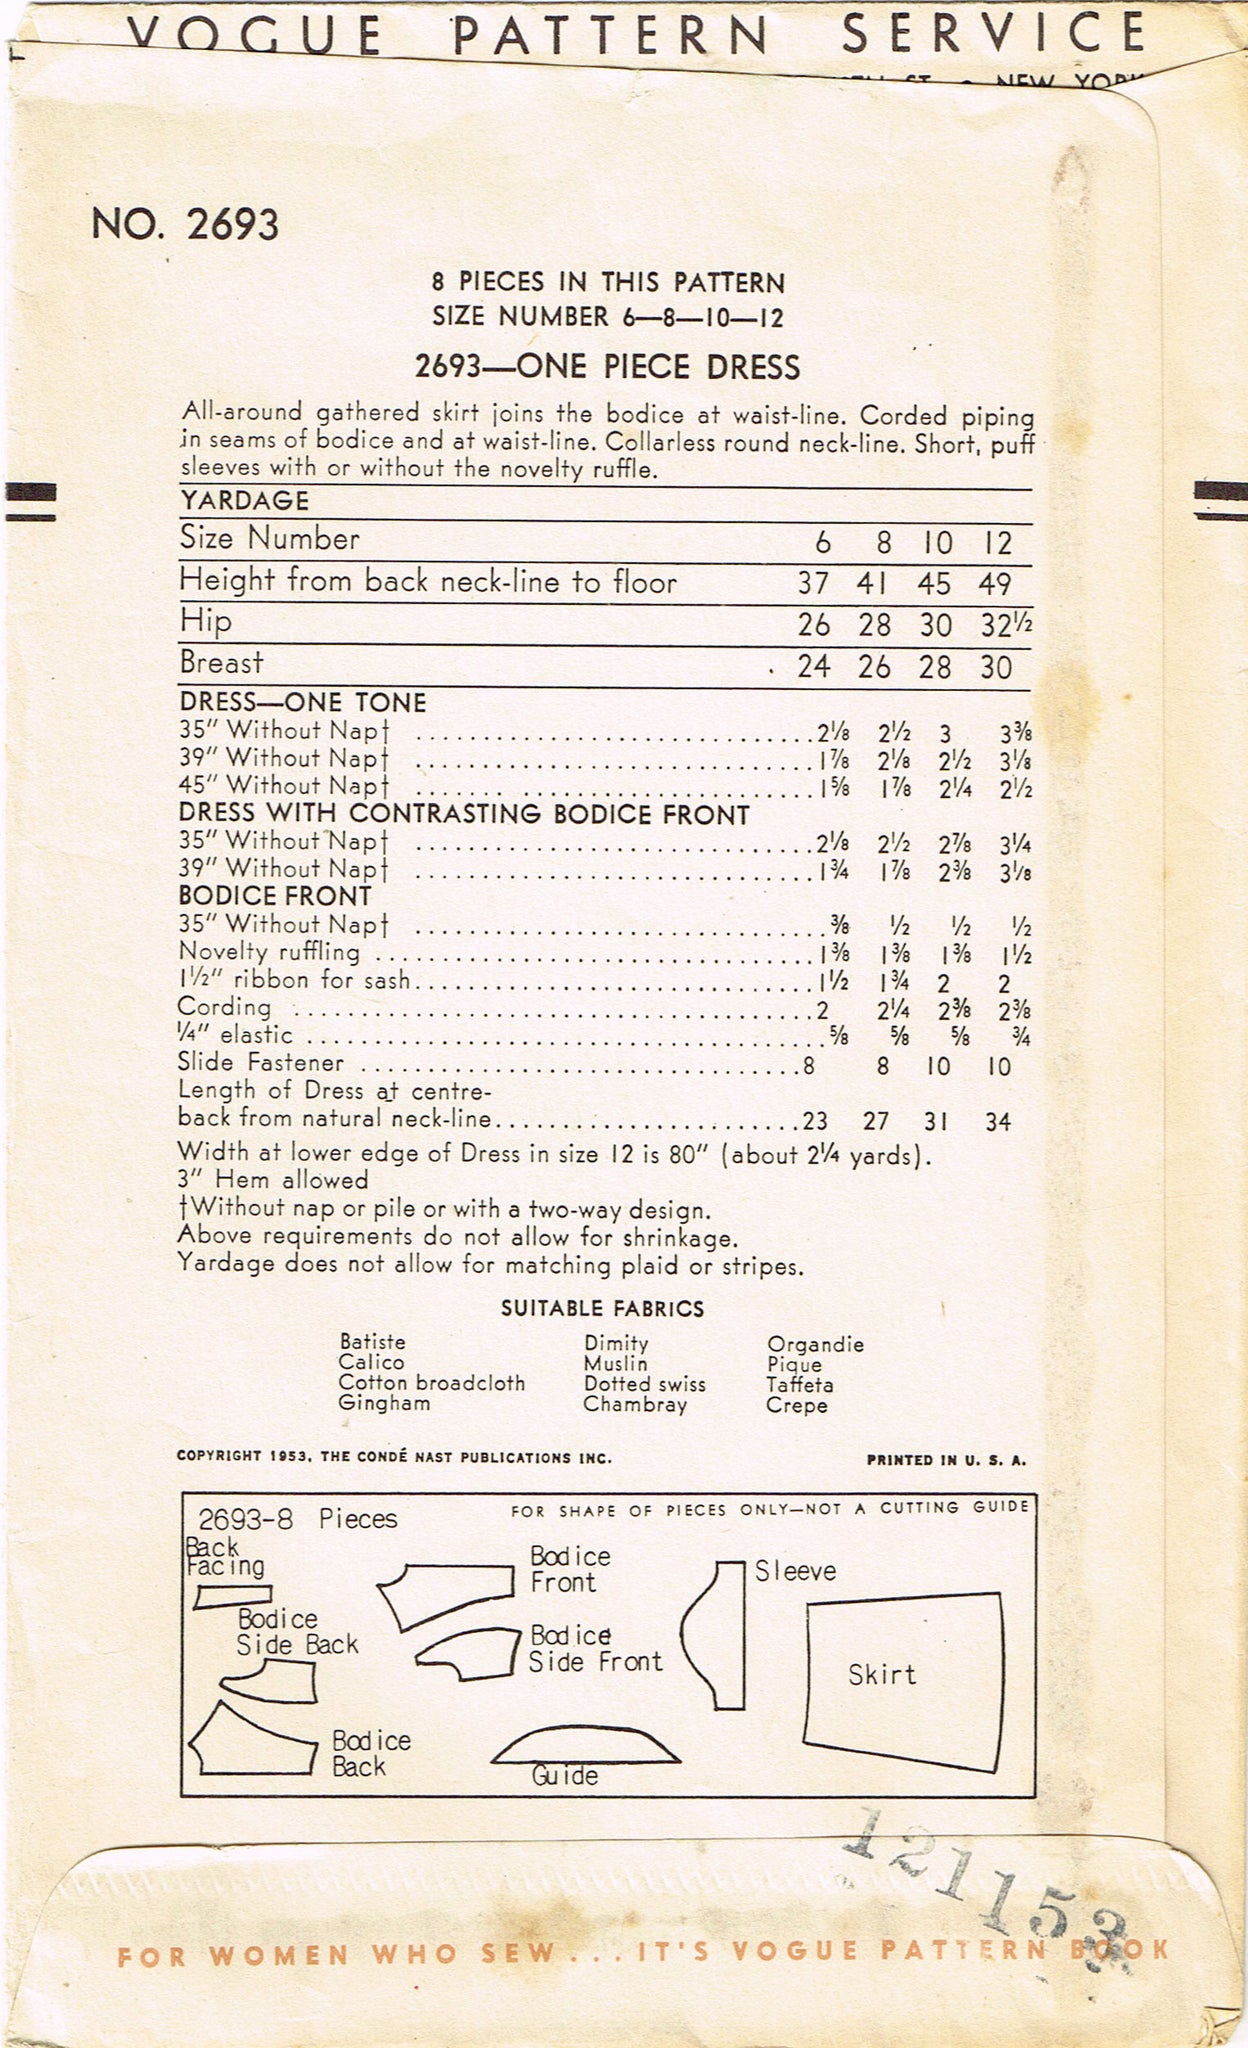 VOGUE PATTERN SERVICE
ST. • NEW YORK
NO. 2693
8 PIECES IN THIS PATTERN
SIZE NUMBER 6—8—10—12
2693—ONE PIECE DRESS
All-around gathered skirt joins the bodice at waist-line. Corded piping
in seams of bodice and at waist-line. Collarless round neck-line. Short, puff
sleeves with or without the novelty ruffle.
YARDAGE
Size Number 6 8 10 12
Height from back neck-line to floor 37 41 45 49
Hip 26 28 30 32½
Breast 24 26 28 30
DRESS—ONE TONE
35" Without Nap† 2⅛ 2½ 3 3⅜
39" Without Nap† 1⅞ 2⅛ 2½ 3⅛
45" Without Nap† 1⅝ 1⅞ 2¼ 2½
DRESS WITH CONTRASTING BODICE FRONT
35" Without Nap† 2⅛ 2½ 2⅞ 3¼
39" Without Nap† 1¾ 1⅞ 2⅜ 3⅛
BODICE FRONT
35" Without Nap† ⅜ ½ ½ ½
Novelty ruffling 1⅜ 1⅜ 1⅜ 1½
1½" ribbon for sash 1½ 1¾ 2 2
Cording 2 2¼ 2⅜ 2⅜
¼" elastic ⅝ ⅝ ⅝ ¾
Slide Fastener 8 8 10 10
Length of Dress at centre-
back from natural neck-line 23 27 31 34
Width at lower edge of Dress in size 12 is 80" (about 2¼ yards).
3" Hem allowed
†Without nap or pile or with a two-way design.
Above requirements do not allow for shrinkage.
Yardage does not allow for matching plaid or stripes.
SUITABLE FABRICS
Batiste Dimity Organdie
Calico Muslin Pique
Cotton broadcloth Dotted swiss Taffeta
Gingham Chambray Crepe
COPYRIGHT 1953, THE CONDÉ NAST PUBLICATIONS INC. PRINTED IN U. S. A.
2693-8 Pieces FOR SHAPE OF PIECES ONLY—NOT A CUTTING GUIDE
Back
Facing
Bodice
Side Back
Bodice
Back
Bodice
Front
Bodice
Side Front
Guide
Sleeve
Skirt
121153
FOR WOMEN WHO SEW . . . IT'S VOGUE PATTERN BOOK